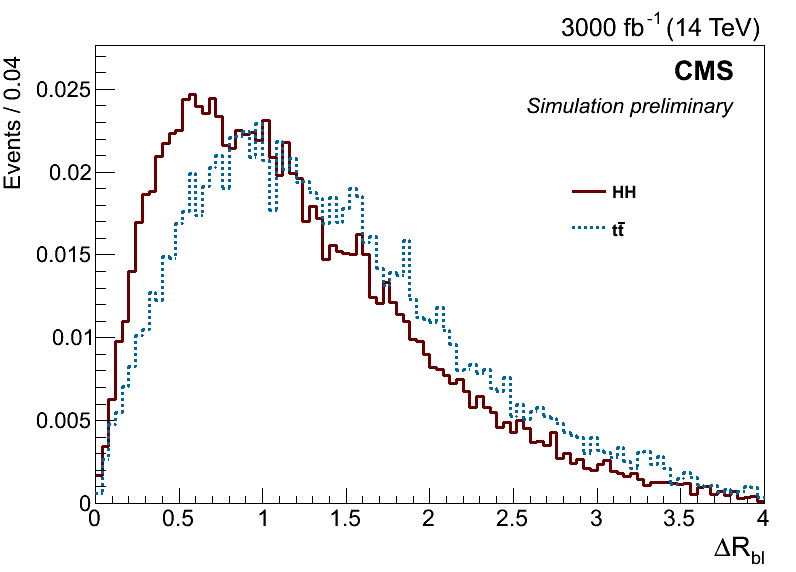 3000 fb⁻¹ (14 TeV)
CMS
Simulation preliminary
Events / 0.04
0.025
0.02
0.015
0.01
0.005
0
HH
tt̄
0 0.5 1 1.5 2 2.5 3 3.5 4
ΔR_bl